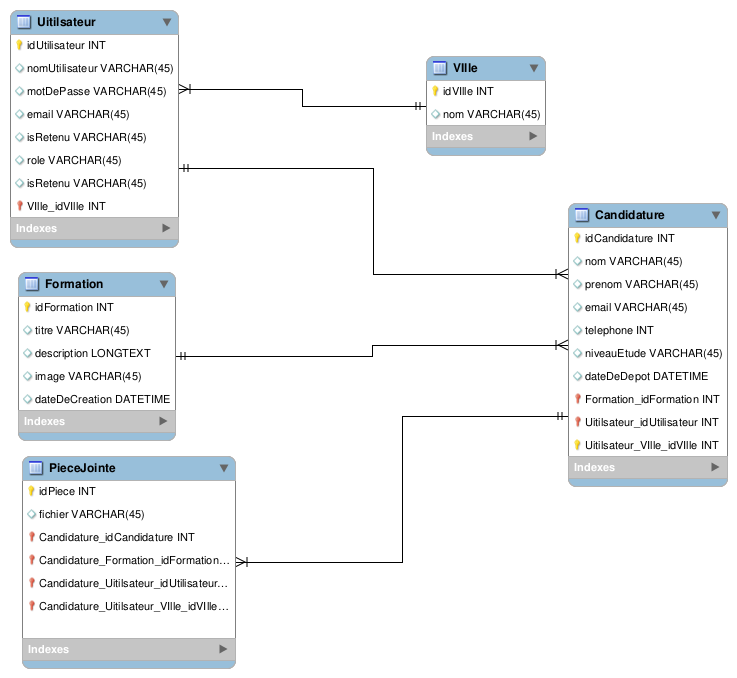 Uitilsateur
idUtilisateur INT
nomUtilisateur VARCHAR(45)
motDePasse VARCHAR(45)
email VARCHAR(45)
isRetenu VARCHAR(45)
role VARCHAR(45)
isRetenu VARCHAR(45)
VIlle_idVIlle INT
Indexes
VIlle
idVIlle INT
nom VARCHAR(45)
Indexes
Candidature
idCandidature INT
nom VARCHAR(45)
prenom VARCHAR(45)
email VARCHAR(45)
telephone INT
niveauEtude VARCHAR(45)
dateDeDepot DATETIME
Formation_idFormation INT
Uitilsateur_idUtilisateur INT
Uitilsateur_VIlle_idVIlle INT
Indexes
Formation
idFormation INT
titre VARCHAR(45)
description LONGTEXT
image VARCHAR(45)
dateDeCreation DATETIME
Indexes
PieceJointe
idPiece INT
fichier VARCHAR(45)
Candidature_idCandidature INT
Candidature_Formation_idFormation...
Candidature_Uitilsateur_idUtilisateur...
Candidature_Uitilsateur_VIlle_idVIlle...
Indexes